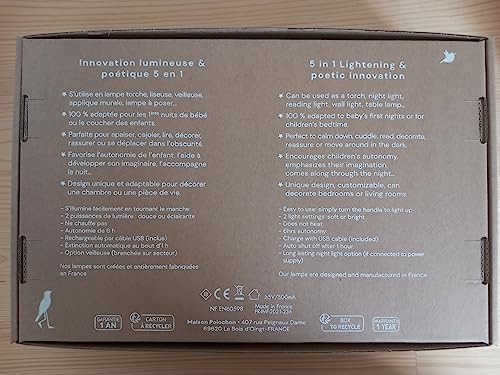 Innovation lumineuse &
poétique 5 en 1
★ S'utilise en lampe torche, liseuse, veilleuse,
applique murale, lampe à poser...
★ 100 % adaptée pour les 1ères nuits de bébé
ou le coucher des enfants.
★ Parfaite pour apaiser, cajoler, lire, décorer,
rassurer ou se déplacer dans l'obscurité.
★ Favorise l'autonomie de l'enfant, l'aide à
développer son imaginaire, l'accompagne
la nuit...
★ Design unique et adaptable pour décorer
une chambre ou une pièce de vie.
- S'illumine facilement en tournant le manche
- 2 puissances de lumière : douce ou éclairante
- Ne chauffe pas
- Autonomie de 6 h
- Rechargeable par câble USB (inclus)
- Extinction automatique au bout d'1 h
- Option veilleuse (branchée sur secteur)
Nos lampes sont créées et entièrement fabriquées
en France
5 in 1 Lightening &
poetic innovation
★ Can be used as a torch, night light,
reading light, wall light, table lamp...
★ 100 % adapted to baby's first nights or for
children's bedtime.
★ Perfect to calm down, cuddle, read, decorate,
reassure or move around in the dark.
★ Encourages children's autonomy,
emphasizes their imagination,
comes along through the night...
★ Unique design, customizable, can
decorate bedrooms or living rooms
- Easy to use, simply turn the handle to light up
- 2 light settings: soft or bright
- Does not heat
- 6hrs autonomy
- Charge with USB cable (included)
- Auto shut off after 1 hour
- Long lasting night light option (if connected to power
supply)
Our lamps are designed and manufactured in France
CE ⎓5V/500mA
NF EN60598 Made in France
FR4MF-2021-236
GARANTIE
1 AN
CARTON
À RECYCLER
Maison Polochon - 407 rue Peignaux Dame
69620 Le Bois d'Oingt-FRANCE
BOX
TO RECYCLE
WARRANTY
1 YEAR